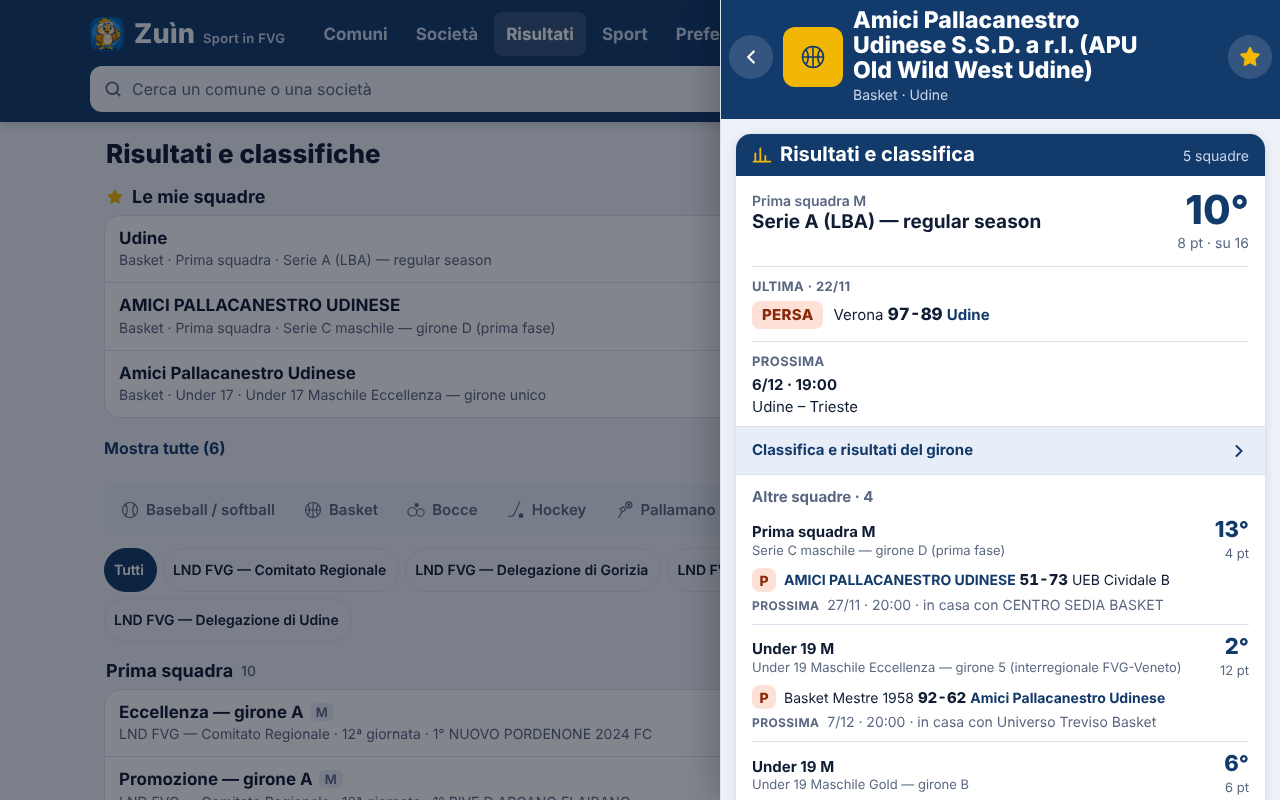 Zuìn Sport in FVG
Comuni
Società
Risultati
Sport
Prefe
Cerca un comune o una società
Risultati e classifiche
Le mie squadre
Udine
Basket · Prima squadra · Serie A (LBA) — regular season
AMICI PALLACANESTRO UDINESE
Basket · Prima squadra · Serie C maschile — girone D (prima fase)
Amici Pallacanestro Udinese
Basket · Under 17 · Under 17 Maschile Eccellenza — girone unico
Mostra tutte (6)
Baseball / softball
Basket
Bocce
Hockey
Pallamano
Tutti
LND FVG — Comitato Regionale
LND FVG — Delegazione di Gorizia
LND FV
LND FVG — Delegazione di Udine
Prima squadra 10
Eccellenza — girone A M
LND FVG — Comitato Regionale · 12ª giornata · 1° NUOVO PORDENONE 2024 FC
Promozione — girone A M
Amici Pallacanestro
Udinese S.S.D. a r.l. (APU
Old Wild West Udine)
Basket · Udine
Risultati e classifica
5 squadre
Prima squadra M
Serie A (LBA) — regular season
10°
8 pt · su 16
ULTIMA · 22/11
PERSA Verona 97-89 Udine
PROSSIMA
6/12 · 19:00
Udine – Trieste
Classifica e risultati del girone
Altre squadre · 4
Prima squadra M
13°
Serie C maschile — girone D (prima fase)
4 pt
P AMICI PALLACANESTRO UDINESE 51-73 UEB Cividale B
PROSSIMA 27/11 · 20:00 · in casa con CENTRO SEDIA BASKET
Under 19 M
2°
Under 19 Maschile Eccellenza — girone 5 (interregionale FVG-Veneto)
12 pt
P Basket Mestre 1958 92-62 Amici Pallacanestro Udinese
PROSSIMA 7/12 · 20:00 · in casa con Universo Treviso Basket
Under 19 M
6°
Under 19 Maschile Gold — girone B
6 pt